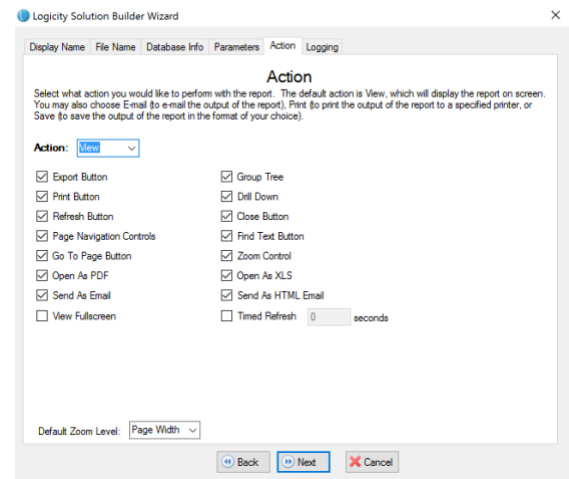 Logicity Solution Builder Wizard
Display Name File Name Database Info Parameters Action Logging
Action
Select what action you would like to perform with the report. The default action is View, which will display the report on screen.
You may also choose E-mail (to e-mail the output of the report), Print (to print the output of the report to a specified printer, or
Save (to save the output of the report in the format of your choice).
Action: View
Export Button Group Tree
Print Button Drill Down
Refresh Button Close Button
Page Navigation Controls Find Text Button
Go To Page Button Zoom Control
Open As PDF Open As XLS
Send As Email Send As HTML Email
View Fullscreen Timed Refresh 0 seconds
Default Zoom Level: Page Width
Back Next Cancel